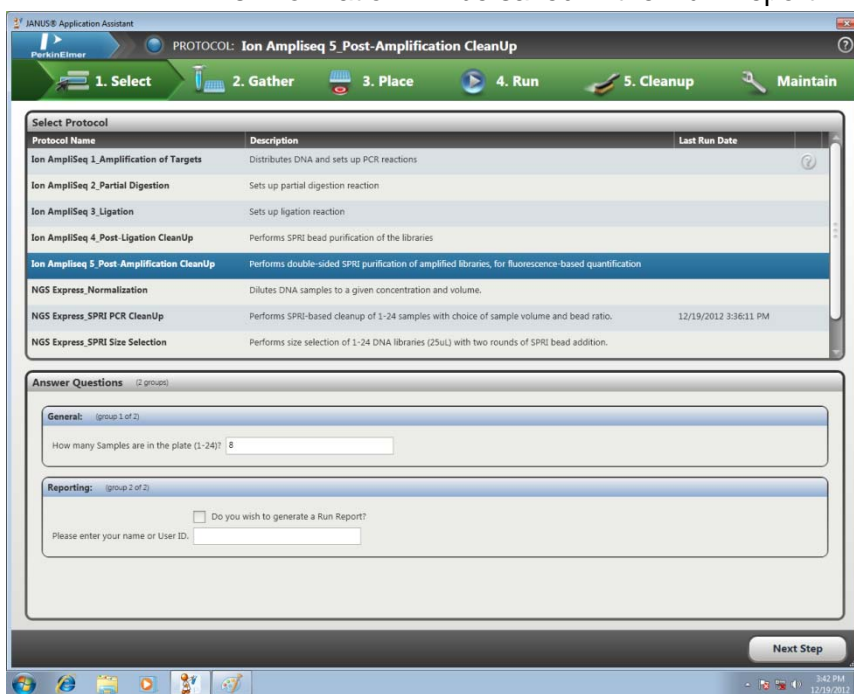 JANUS® Application Assistant
PerkinElmer
PROTOCOL: Ion Ampliseq 5_Post-Amplification CleanUp
1. Select
2. Gather
3. Place
4. Run
5. Cleanup
Maintain
Select Protocol
Protocol Name Description Last Run Date
Ion AmpliSeq 1_Amplification of Targets Distributes DNA and sets up PCR reactions
Ion AmpliSeq 2_Partial Digestion Sets up partial digestion reaction
Ion AmpliSeq 3_Ligation Sets up ligation reaction
Ion AmpliSeq 4_Post-Ligation CleanUp Performs SPRI bead purification of the libraries
Ion Ampliseq 5_Post-Amplification CleanUp Performs double-sided SPRI purification of amplified libraries, for fluorescence-based quantification
NGS Express_Normalization Dilutes DNA samples to a given concentration and volume.
NGS Express_SPRI PCR CleanUp Performs SPRI-based cleanup of 1-24 samples with choice of sample volume and bead ratio. 12/19/2012 3:36:11 PM
NGS Express_SPRI Size Selection Performs size selection of 1-24 DNA libraries (25uL) with two rounds of SPRI bead addition.
Answer Questions (2 groups)
General: (group 1 of 2)
How many Samples are in the plate (1-24)? 8
Reporting: (group 2 of 2)
Do you wish to generate a Run Report?
Please enter your name or User ID.
Next Step
3:42 PM
12/19/2012